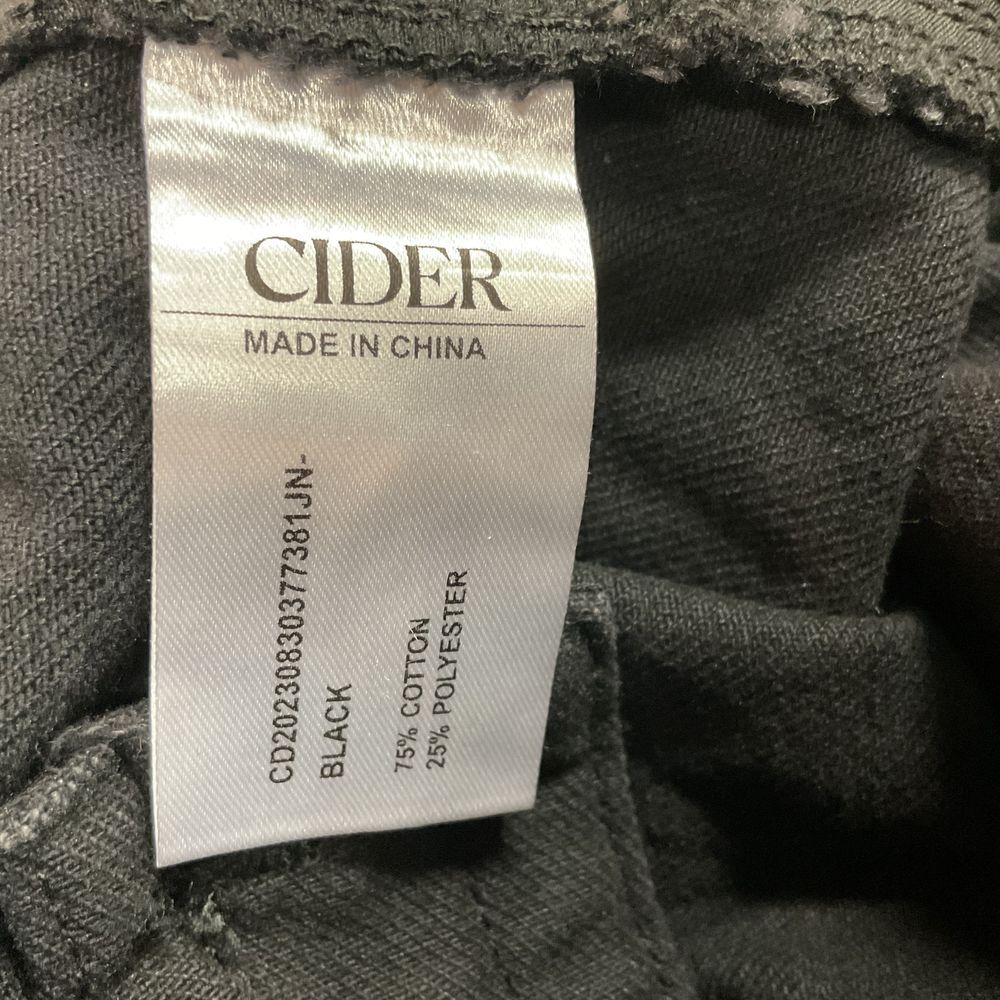 CIDER
MADE IN CHINA
CD20230830377381JN-
BLACK
75% COTTON
25% POLYESTER